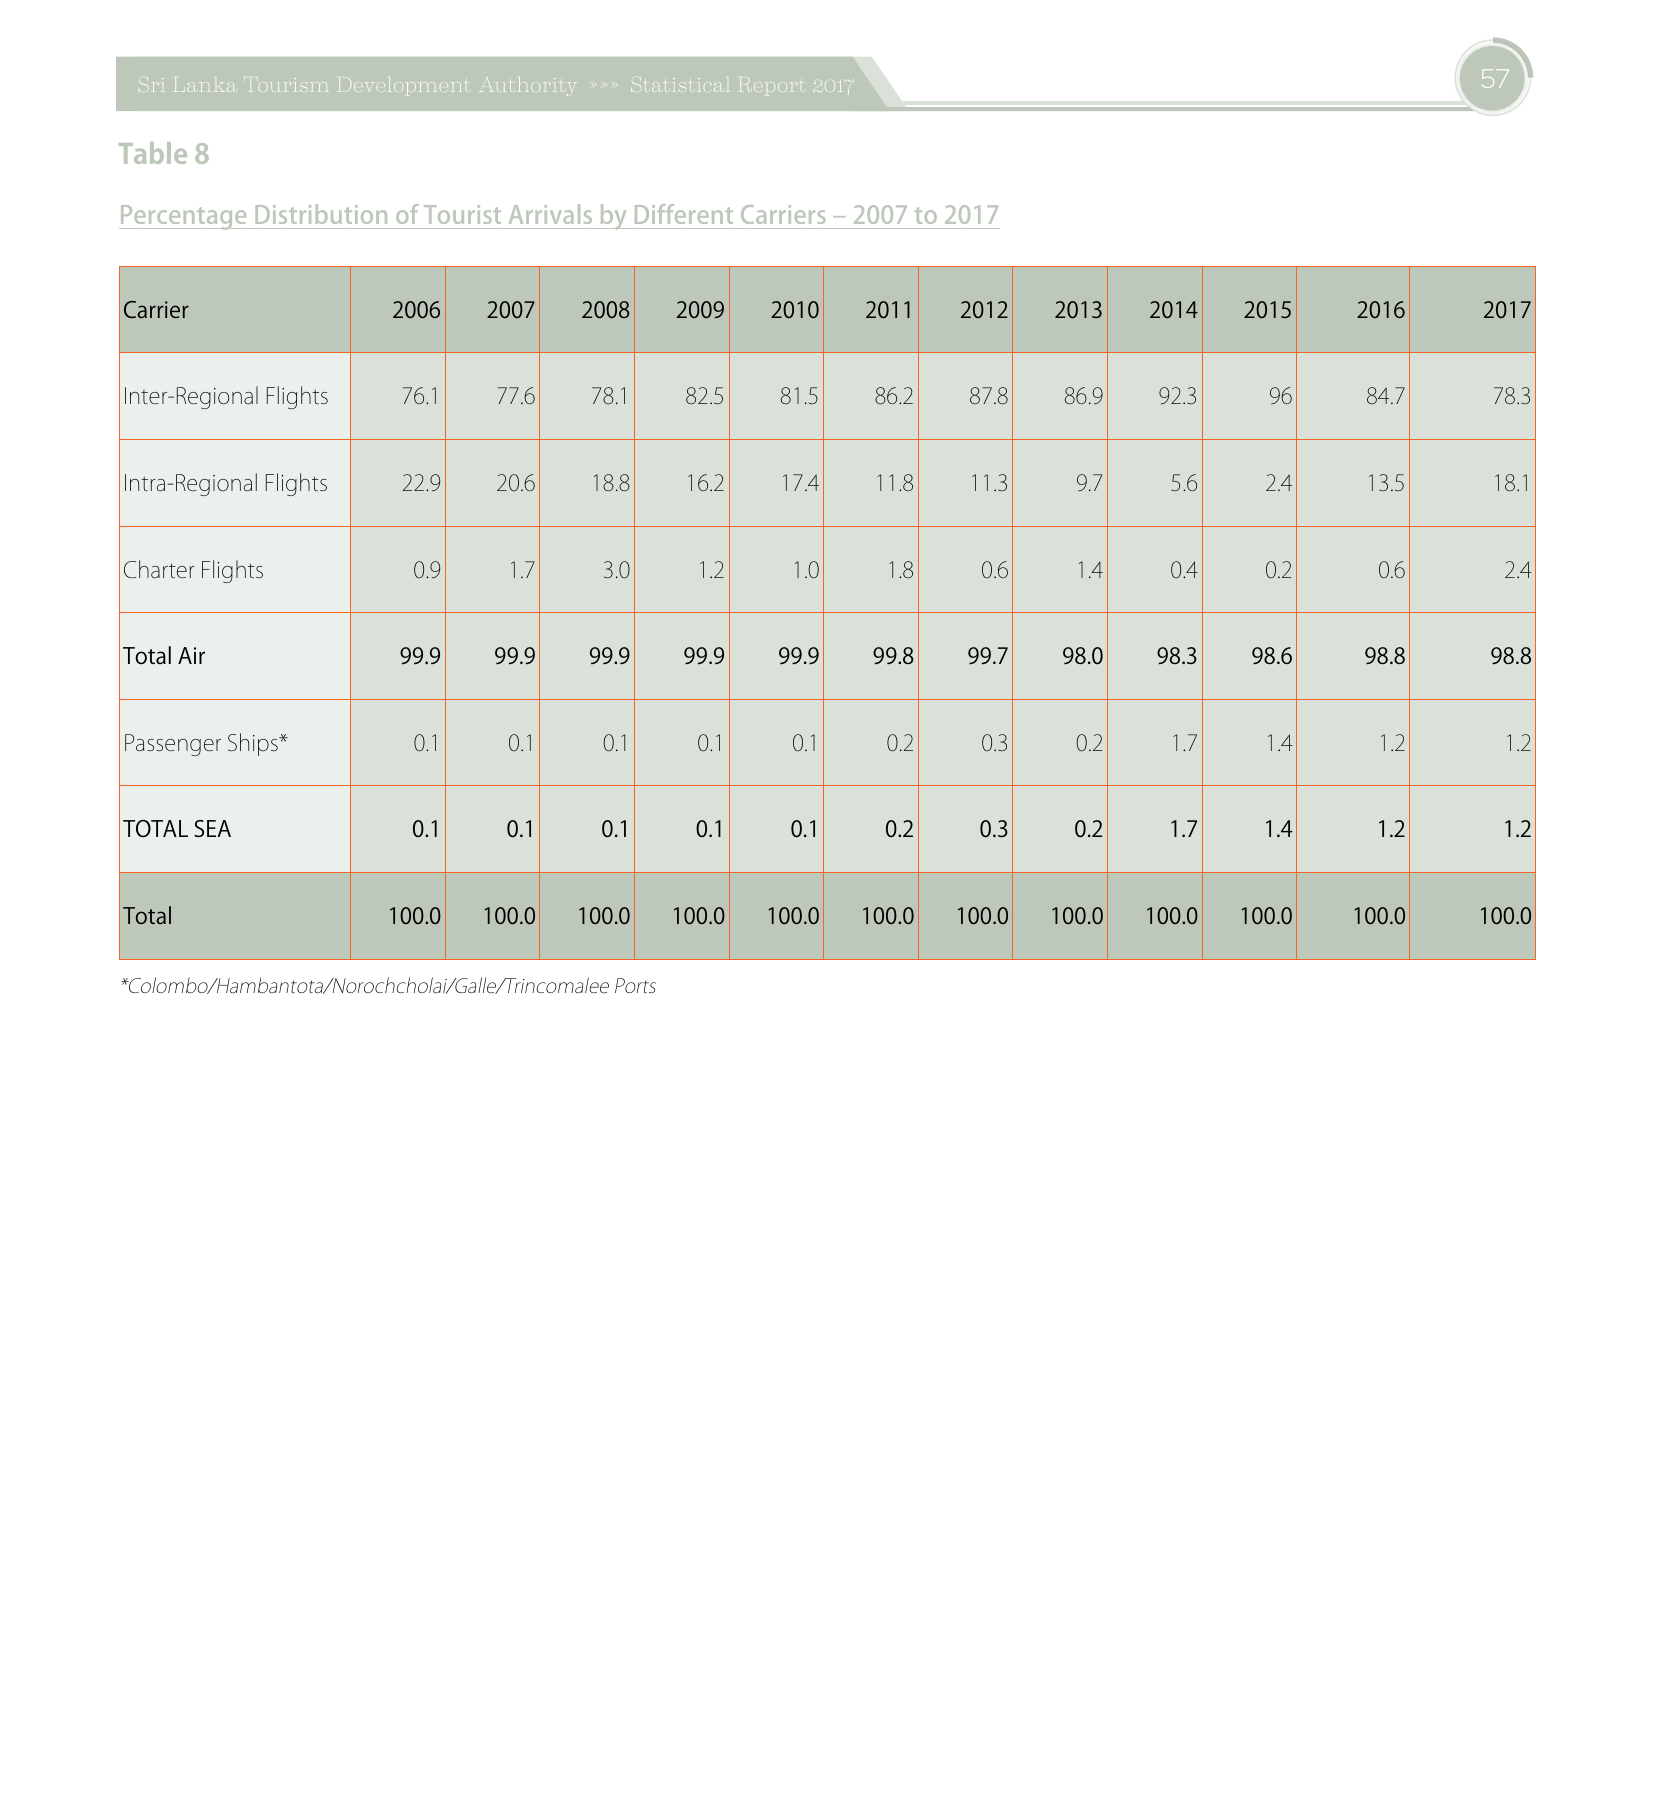 Sri Lanka Tourism Development Authority »»» Statistical Report 2017
57
Table 8
Percentage Distribution of Tourist Arrivals by Different Carriers – 2007 to 2017
Carrier 2006 2007 2008 2009 2010 2011 2012 2013 2014 2015 2016 2017
Inter-Regional Flights 76.1 77.6 78.1 82.5 81.5 86.2 87.8 86.9 92.3 96 84.7 78.3
Intra-Regional Flights 22.9 20.6 18.8 16.2 17.4 11.8 11.3 9.7 5.6 2.4 13.5 18.1
Charter Flights 0.9 1.7 3.0 1.2 1.0 1.8 0.6 1.4 0.4 0.2 0.6 2.4
Total Air 99.9 99.9 99.9 99.9 99.9 99.8 99.7 98.0 98.3 98.6 98.8 98.8
Passenger Ships* 0.1 0.1 0.1 0.1 0.1 0.2 0.3 0.2 1.7 1.4 1.2 1.2
TOTAL SEA 0.1 0.1 0.1 0.1 0.1 0.2 0.3 0.2 1.7 1.4 1.2 1.2
Total 100.0 100.0 100.0 100.0 100.0 100.0 100.0 100.0 100.0 100.0 100.0 100.0
*Colombo/Hambantota/Norochcholai/Galle/Trincomalee Ports